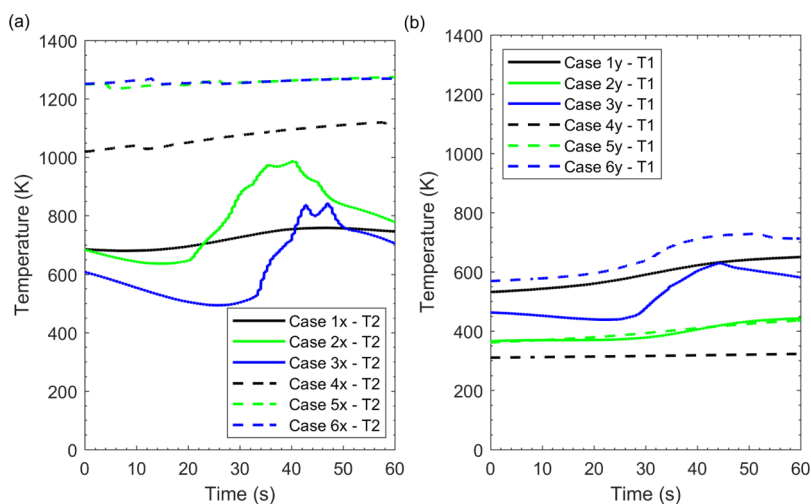 (a)
1400
1200
1000
800
600
400
200
0
Temperature (K)
0 10 20 30 40 50 60
Time (s)
Case 1x - T2
Case 2x - T2
Case 3x - T2
Case 4x - T2
Case 5x - T2
Case 6x - T2
(b)
1400
1200
1000
800
600
400
200
0
Temperature (K)
0 10 20 30 40 50 60
Time (s)
Case 1y - T1
Case 2y - T1
Case 3y - T1
Case 4y - T1
Case 5y - T1
Case 6y - T1